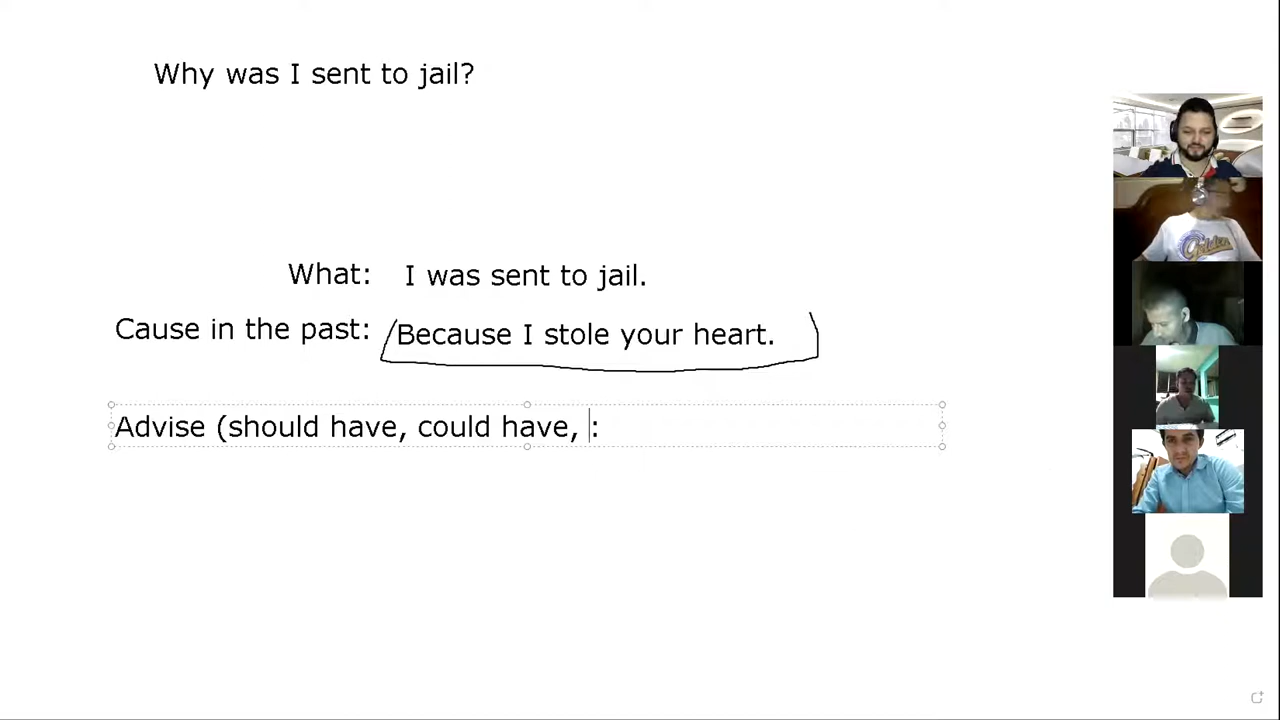 Why was I sent to jail?
What: I was sent to jail.
Cause in the past: Because I stole your heart.
Advise (should have, could have, :
Golden